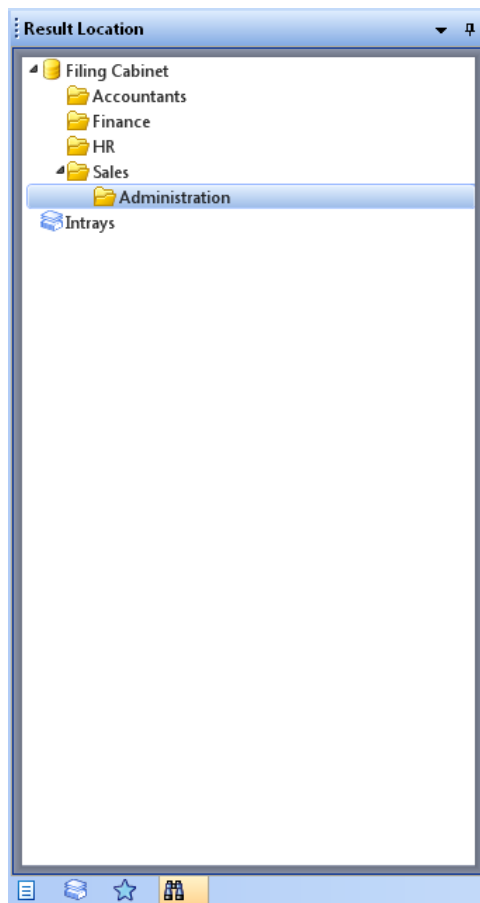 Result Location
Filing Cabinet
Accountants
Finance
HR
Sales
Administration
Intrays